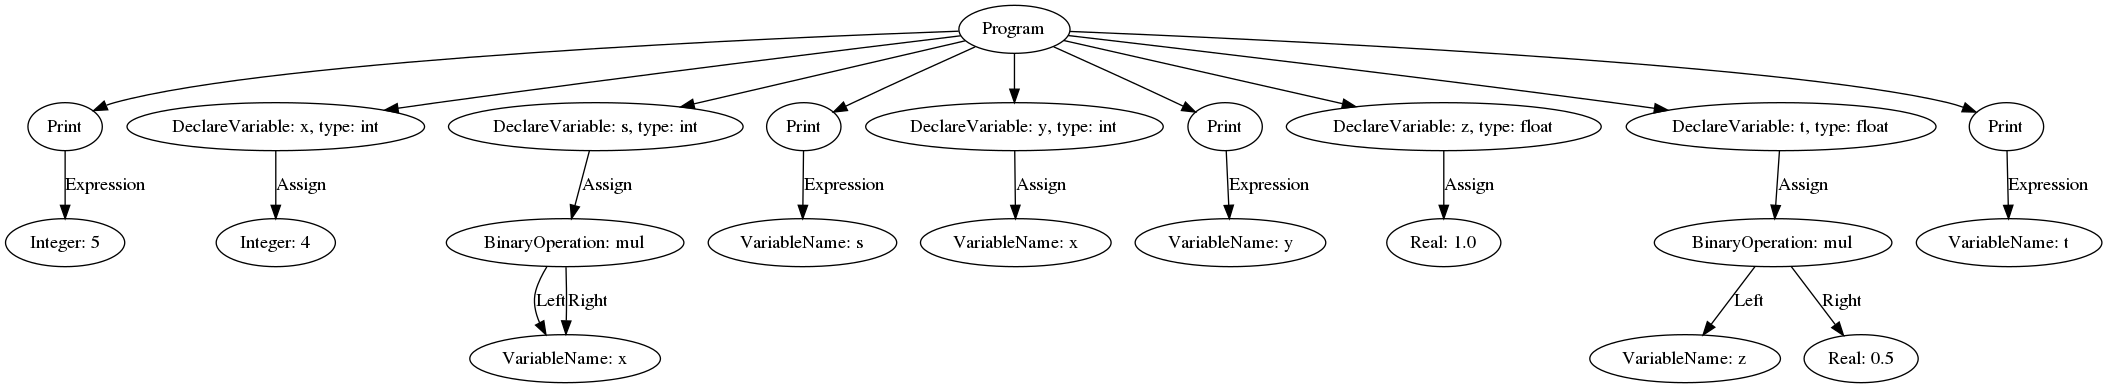 Program
Print
DeclareVariable: x, type: int
DeclareVariable: s, type: int
Print
DeclareVariable: y, type: int
Print
DeclareVariable: z, type: float
DeclareVariable: t, type: float
Print
Expression
Assign
Assign
Expression
Assign
Expression
Assign
Assign
Expression
Integer: 5
Integer: 4
BinaryOperation: mul
VariableName: s
VariableName: x
VariableName: y
Real: 1.0
BinaryOperation: mul
VariableName: t
Left
Right
Left
Right
VariableName: x
VariableName: z
Real: 0.5